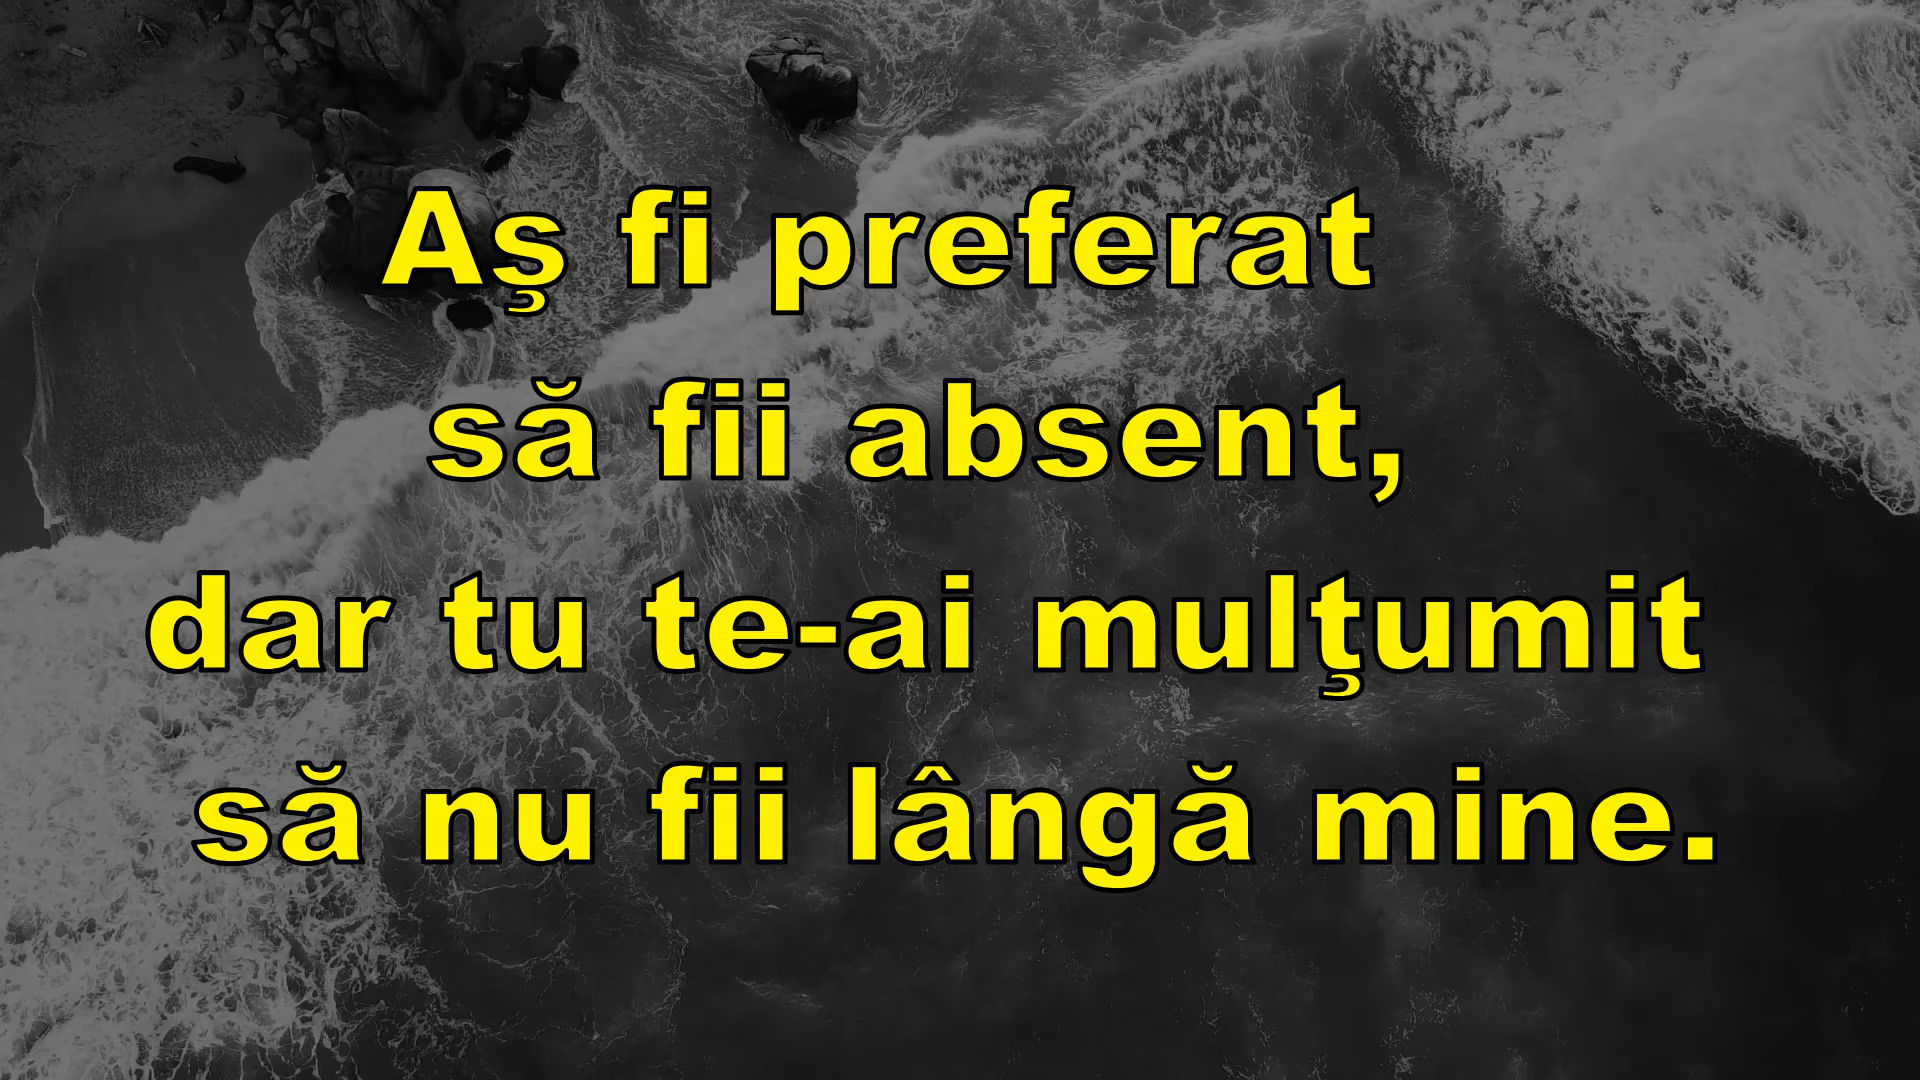 Aş fi preferat
să fii absent,
dar tu te-ai mulţumit
să nu fii lângă mine.